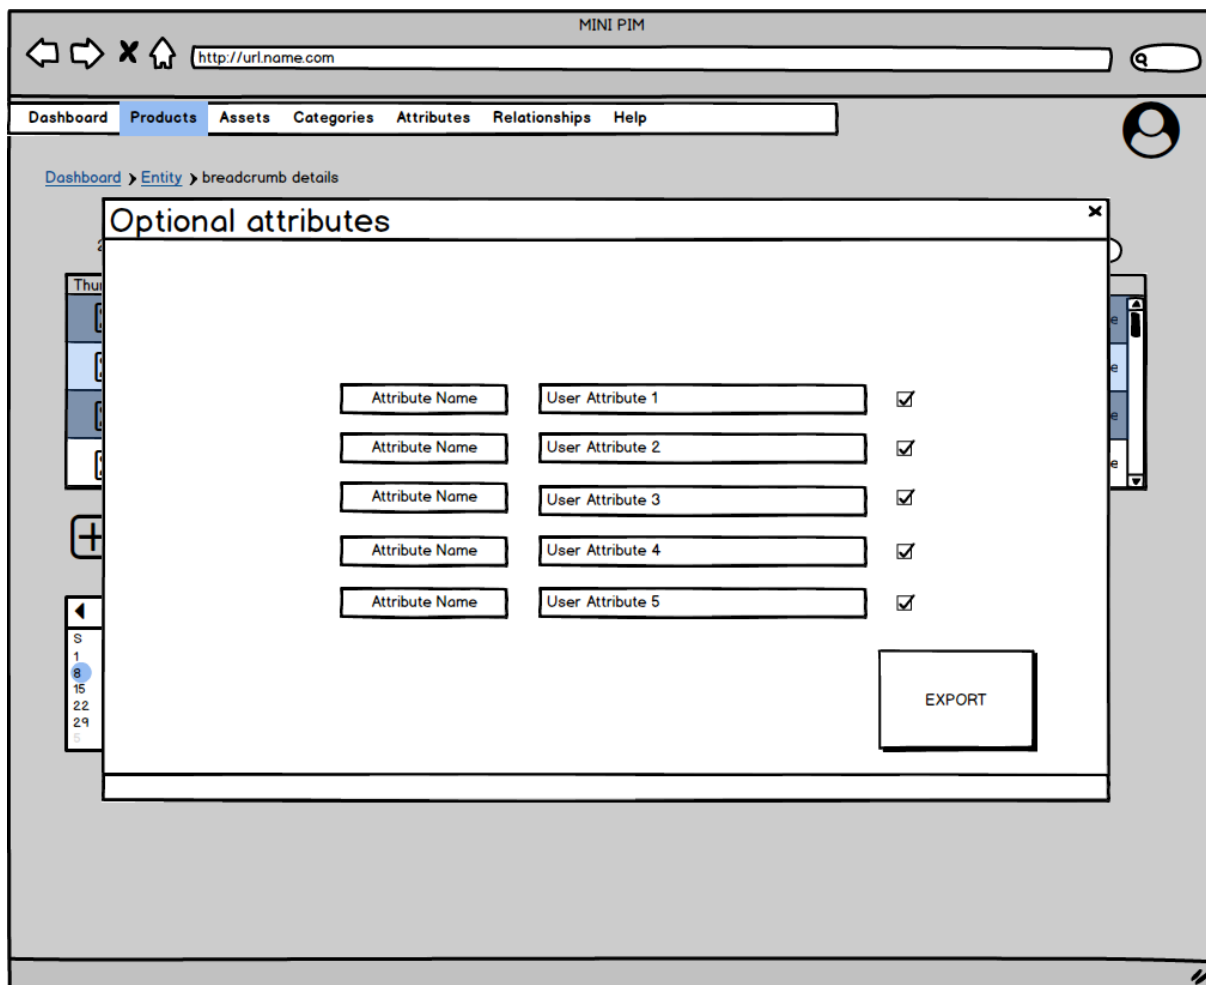 MINI PIM
http://url.name.com
Dashboard Products Assets Categories Attributes Relationships Help
Dashboard Entity breadcrumb details
Optional attributes
Attribute Name User Attribute 1
Attribute Name User Attribute 2
Attribute Name User Attribute 3
Attribute Name User Attribute 4
Attribute Name User Attribute 5
S
1
8
15
22
29
5
EXPORT